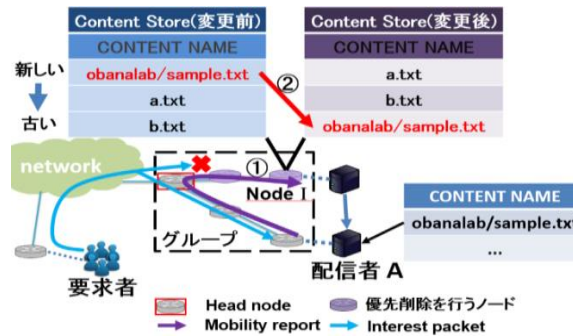 Content Store(変更前)
CONTENT NAME
obanalab/sample.txt
a.txt
b.txt
Content Store(変更後)
CONTENT NAME
a.txt
b.txt
obanalab/sample.txt
新しい
古い
②
network
①
Node 1
グループ
要求者
配信者 A
CONTENT NAME
obanalab/sample.txt
...
Head node
優先削除を行うノード
Mobility report
Interest packet